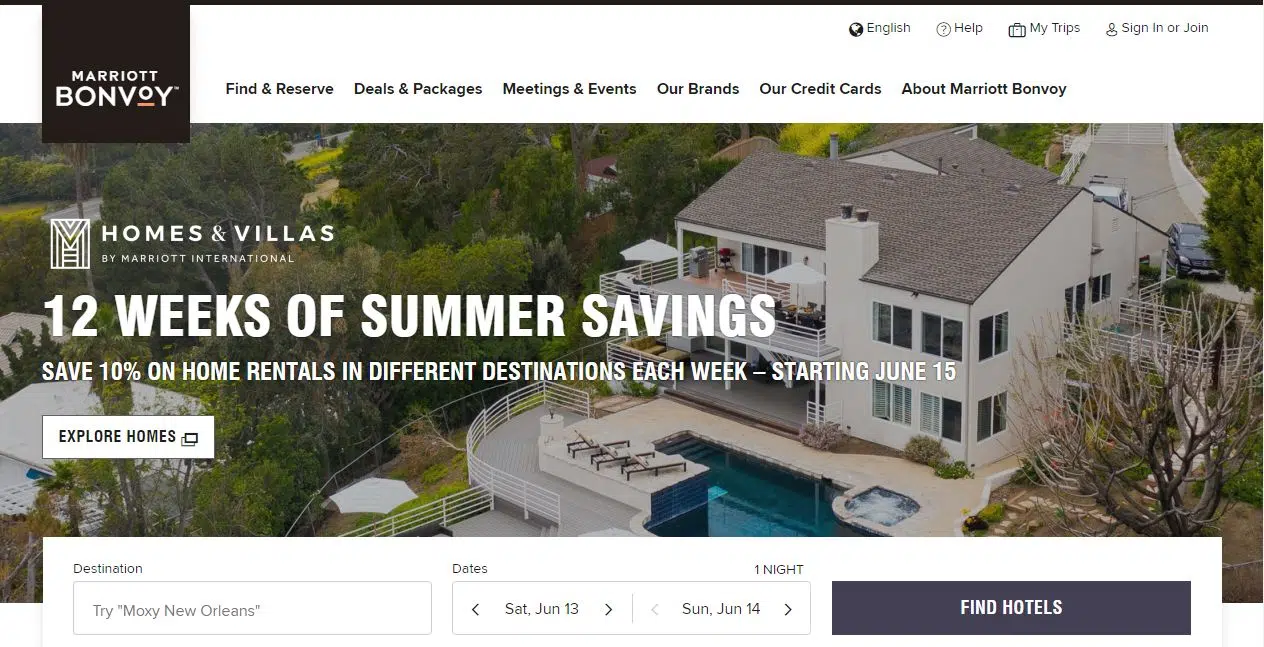 English Help My Trips Sign In or Join
MARRIOTT
BONVOY™
Find & Reserve Deals & Packages Meetings & Events Our Brands Our Credit Cards About Marriott Bonvoy
HOMES & VILLAS
BY MARRIOTT INTERNATIONAL
12 WEEKS OF SUMMER SAVINGS
SAVE 10% ON HOME RENTALS IN DIFFERENT DESTINATIONS EACH WEEK – STARTING JUNE 15
EXPLORE HOMES
Destination Dates 1 NIGHT
Try "Moxy New Orleans" Sat, Jun 13 Sun, Jun 14 FIND HOTELS